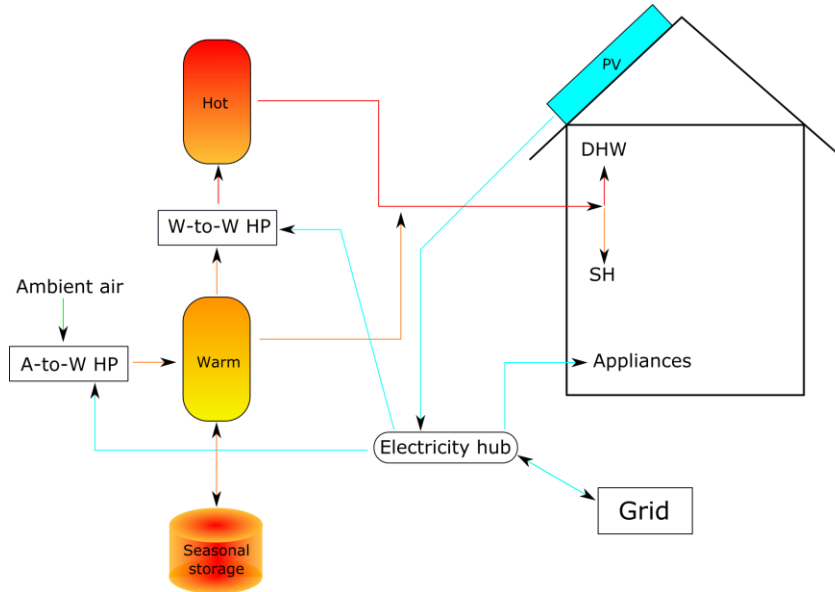 PV
Hot
DHW
W-to-W HP
SH
Ambient air
Warm
A-to-W HP
Appliances
Electricity hub
Grid
Seasonal
storage